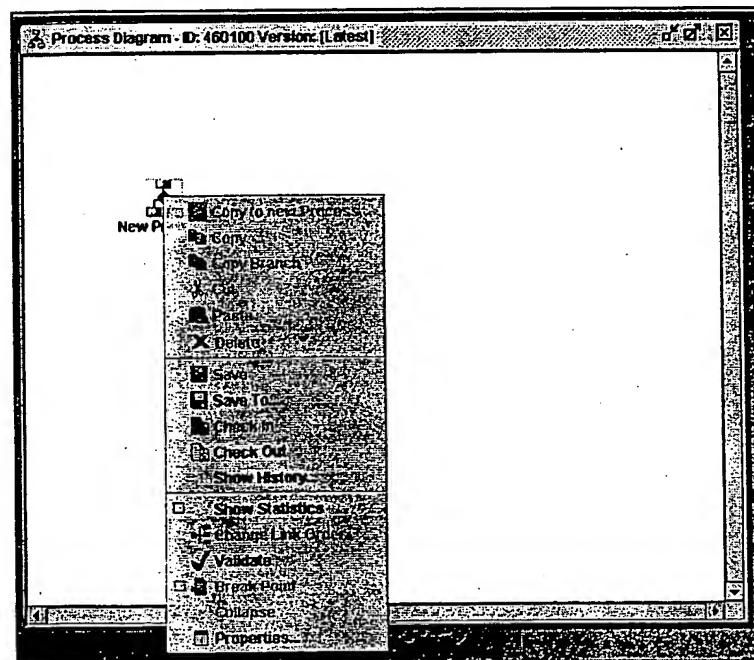 Process Diagram - ID: 460100 Version: [Latest]
New P
Copy to new Process
Copy
Copy Branch
Cut
Paste
Delete
Save
Save To...
Check In
Check Out
Show History...
Show Statistics
Change Link Order
Validate
Break Point
Collapse
Properties...